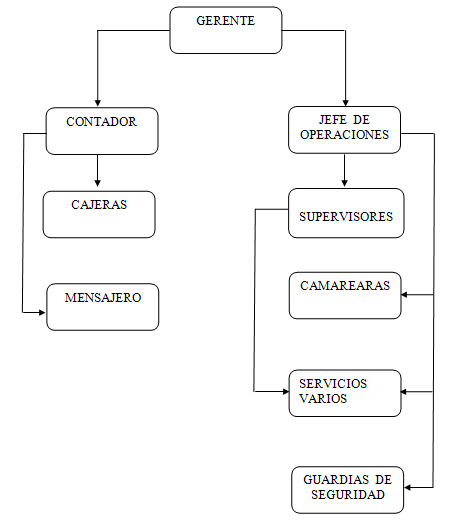 GERENTE
CONTADOR
JEFE DE
OPERACIONES
CAJERAS
SUPERVISORES
MENSAJERO
CAMAREARAS
SERVICIOS
VARIOS
GUARDIAS DE
SEGURIDAD